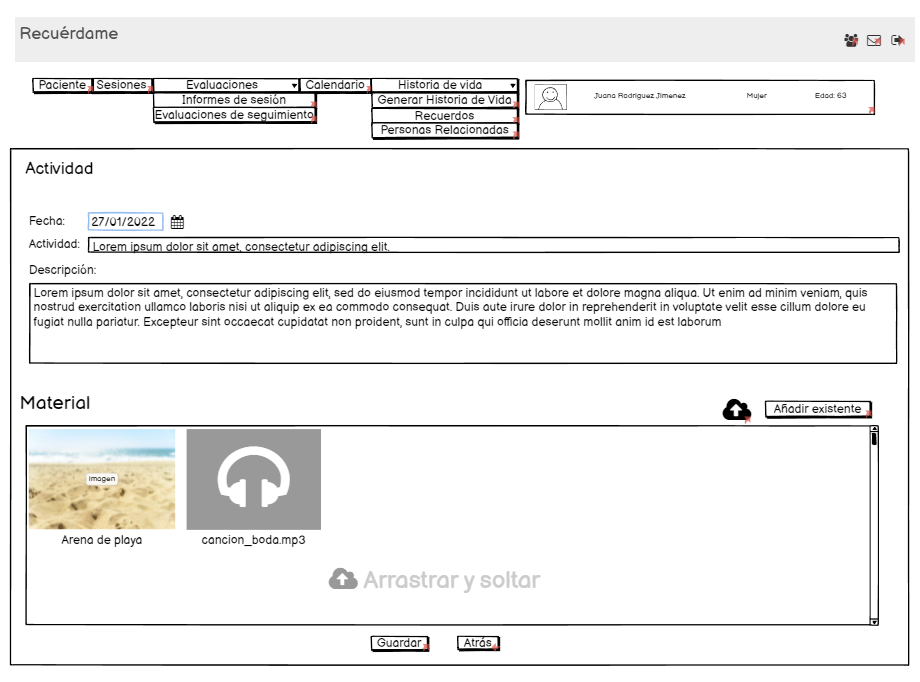 Recuérdame
Paciente Sesiones Evaluaciones Calendario Historia de vida
Informes de sesión
Evaluaciones de seguimiento
Generar Historia de Vida
Recuerdos
Personas Relacionadas
Juana Rodriguez Jimenez Mujer Edad: 63
Actividad
Fecha: 27/01/2022
Actividad: Lorem ipsum dolor sit amet, consectetur adipiscing elit.
Descripción:
Lorem ipsum dolor sit amet, consectetur adipiscing elit, sed do eiusmod tempor incididunt ut labore et dolore magna aliqua. Ut enim ad minim veniam, quis
nostrud exercitation ullamco laboris nisi ut aliquip ex ea commodo consequat. Duis aute irure dolor in reprehenderit in voluptate velit esse cillum dolore eu
fugiat nulla pariatur. Excepteur sint occaecat cupidatat non proident, sunt in culpa qui officia deserunt mollit anim id est laborum
Material
Añadir existente
Imagen
Arena de playa
cancion_boda.mp3
Arrastrar y soltar
Guardar Atrás